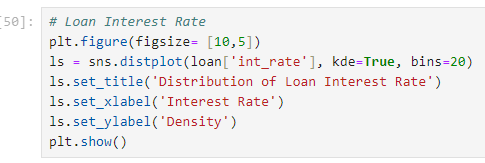 [50]: # Loan Interest Rate
plt.figure(figsize= [10,5])
ls = sns.distplot(loan['int_rate'], kde=True, bins=20)
ls.set_title('Distribution of Loan Interest Rate')
ls.set_xlabel('Interest Rate')
ls.set_ylabel('Density')
plt.show()